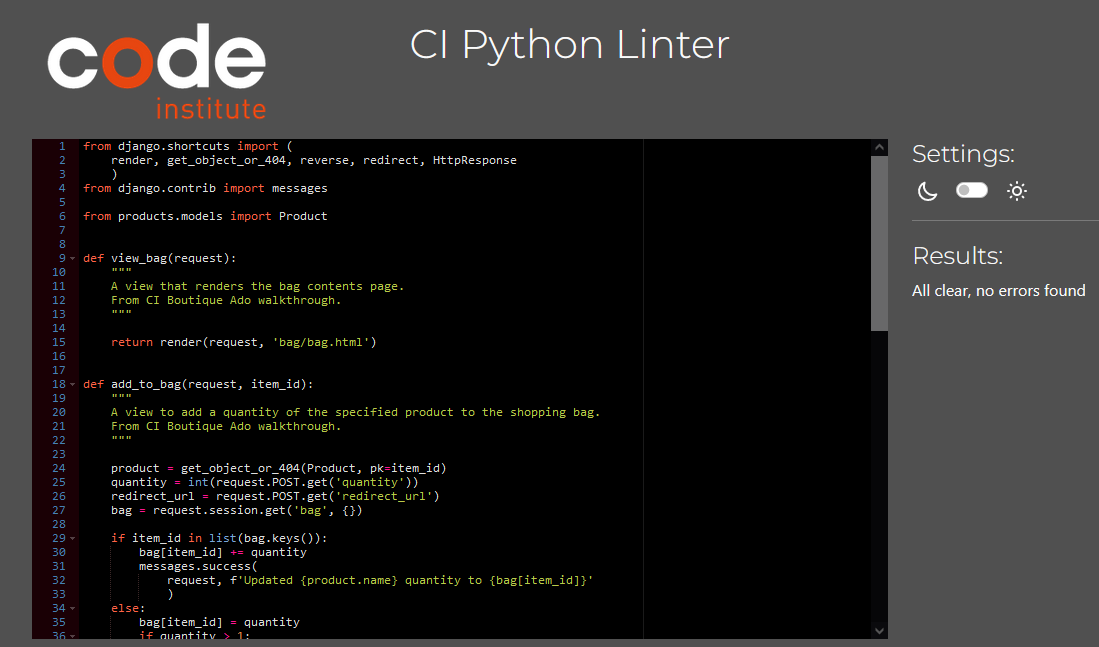 code
institute
CI Python Linter
1 from django.shortcuts import (
2     render, get_object_or_404, reverse, redirect, HttpResponse
3     )
4 from django.contrib import messages
5
6 from products.models import Product
7
8
9 def view_bag(request):
10     """
11     A view that renders the bag contents page.
12     From CI Boutique Ado walkthrough.
13     """
14
15     return render(request, 'bag/bag.html')
16
17
18 def add_to_bag(request, item_id):
19     """
20     A view to add a quantity of the specified product to the shopping bag.
21     From CI Boutique Ado walkthrough.
22     """
23
24     product = get_object_or_404(Product, pk=item_id)
25     quantity = int(request.POST.get('quantity'))
26     redirect_url = request.POST.get('redirect_url')
27     bag = request.session.get('bag', {})
28
29     if item_id in list(bag.keys()):
30         bag[item_id] += quantity
31         messages.success(
32             request, f'Updated {product.name} quantity to {bag[item_id]}'
33             )
34     else:
35         bag[item_id] = quantity
36         if quantity > 1:
Settings:
Results:
All clear, no errors found